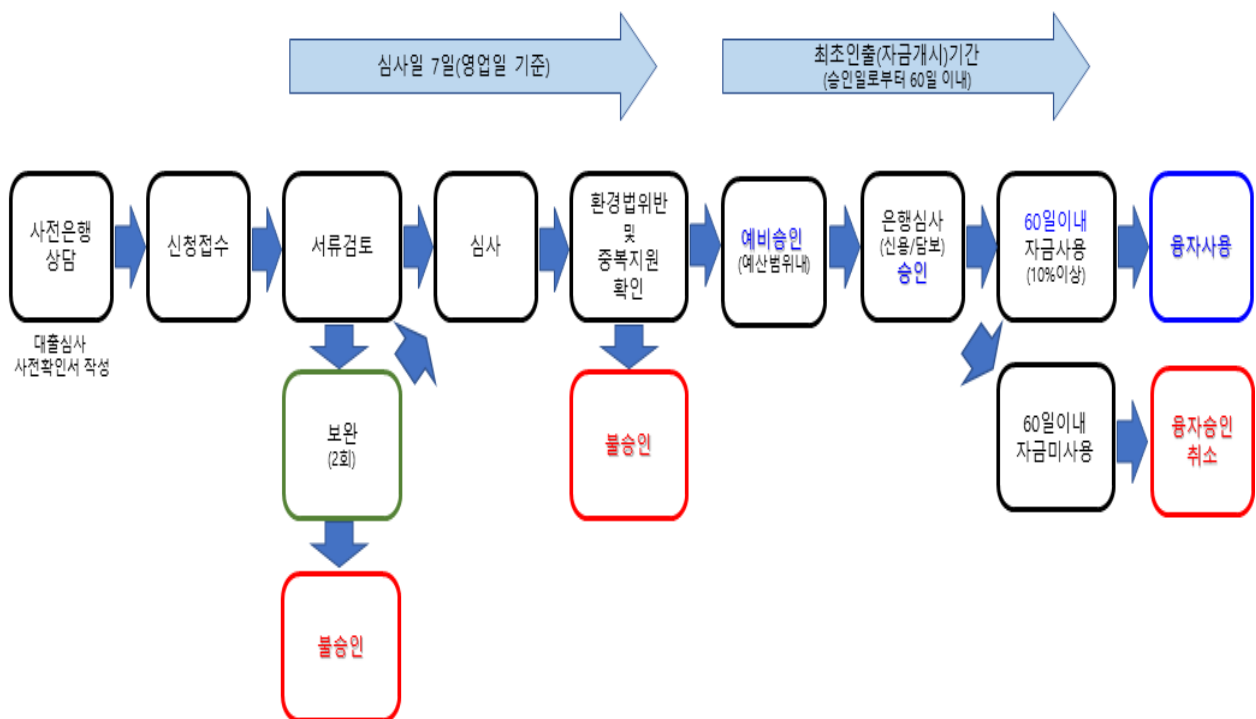 심사일 7일(영업일 기준)
최초인출(자금개시)기간
(승인일로부터 60일 이내)
사전은행
상담
신청접수
서류검토
심사
환경법위반
및
중복지원
확인
예비승인
(예산범위내)
은행심사
(신용/담보)
승인
60일이내
자금사용
(10%이상)
융자사용
대출심사
사전확인서 작성
보완
(2회)
불승인
60일이내
자금미사용
융자승인
취소
불승인